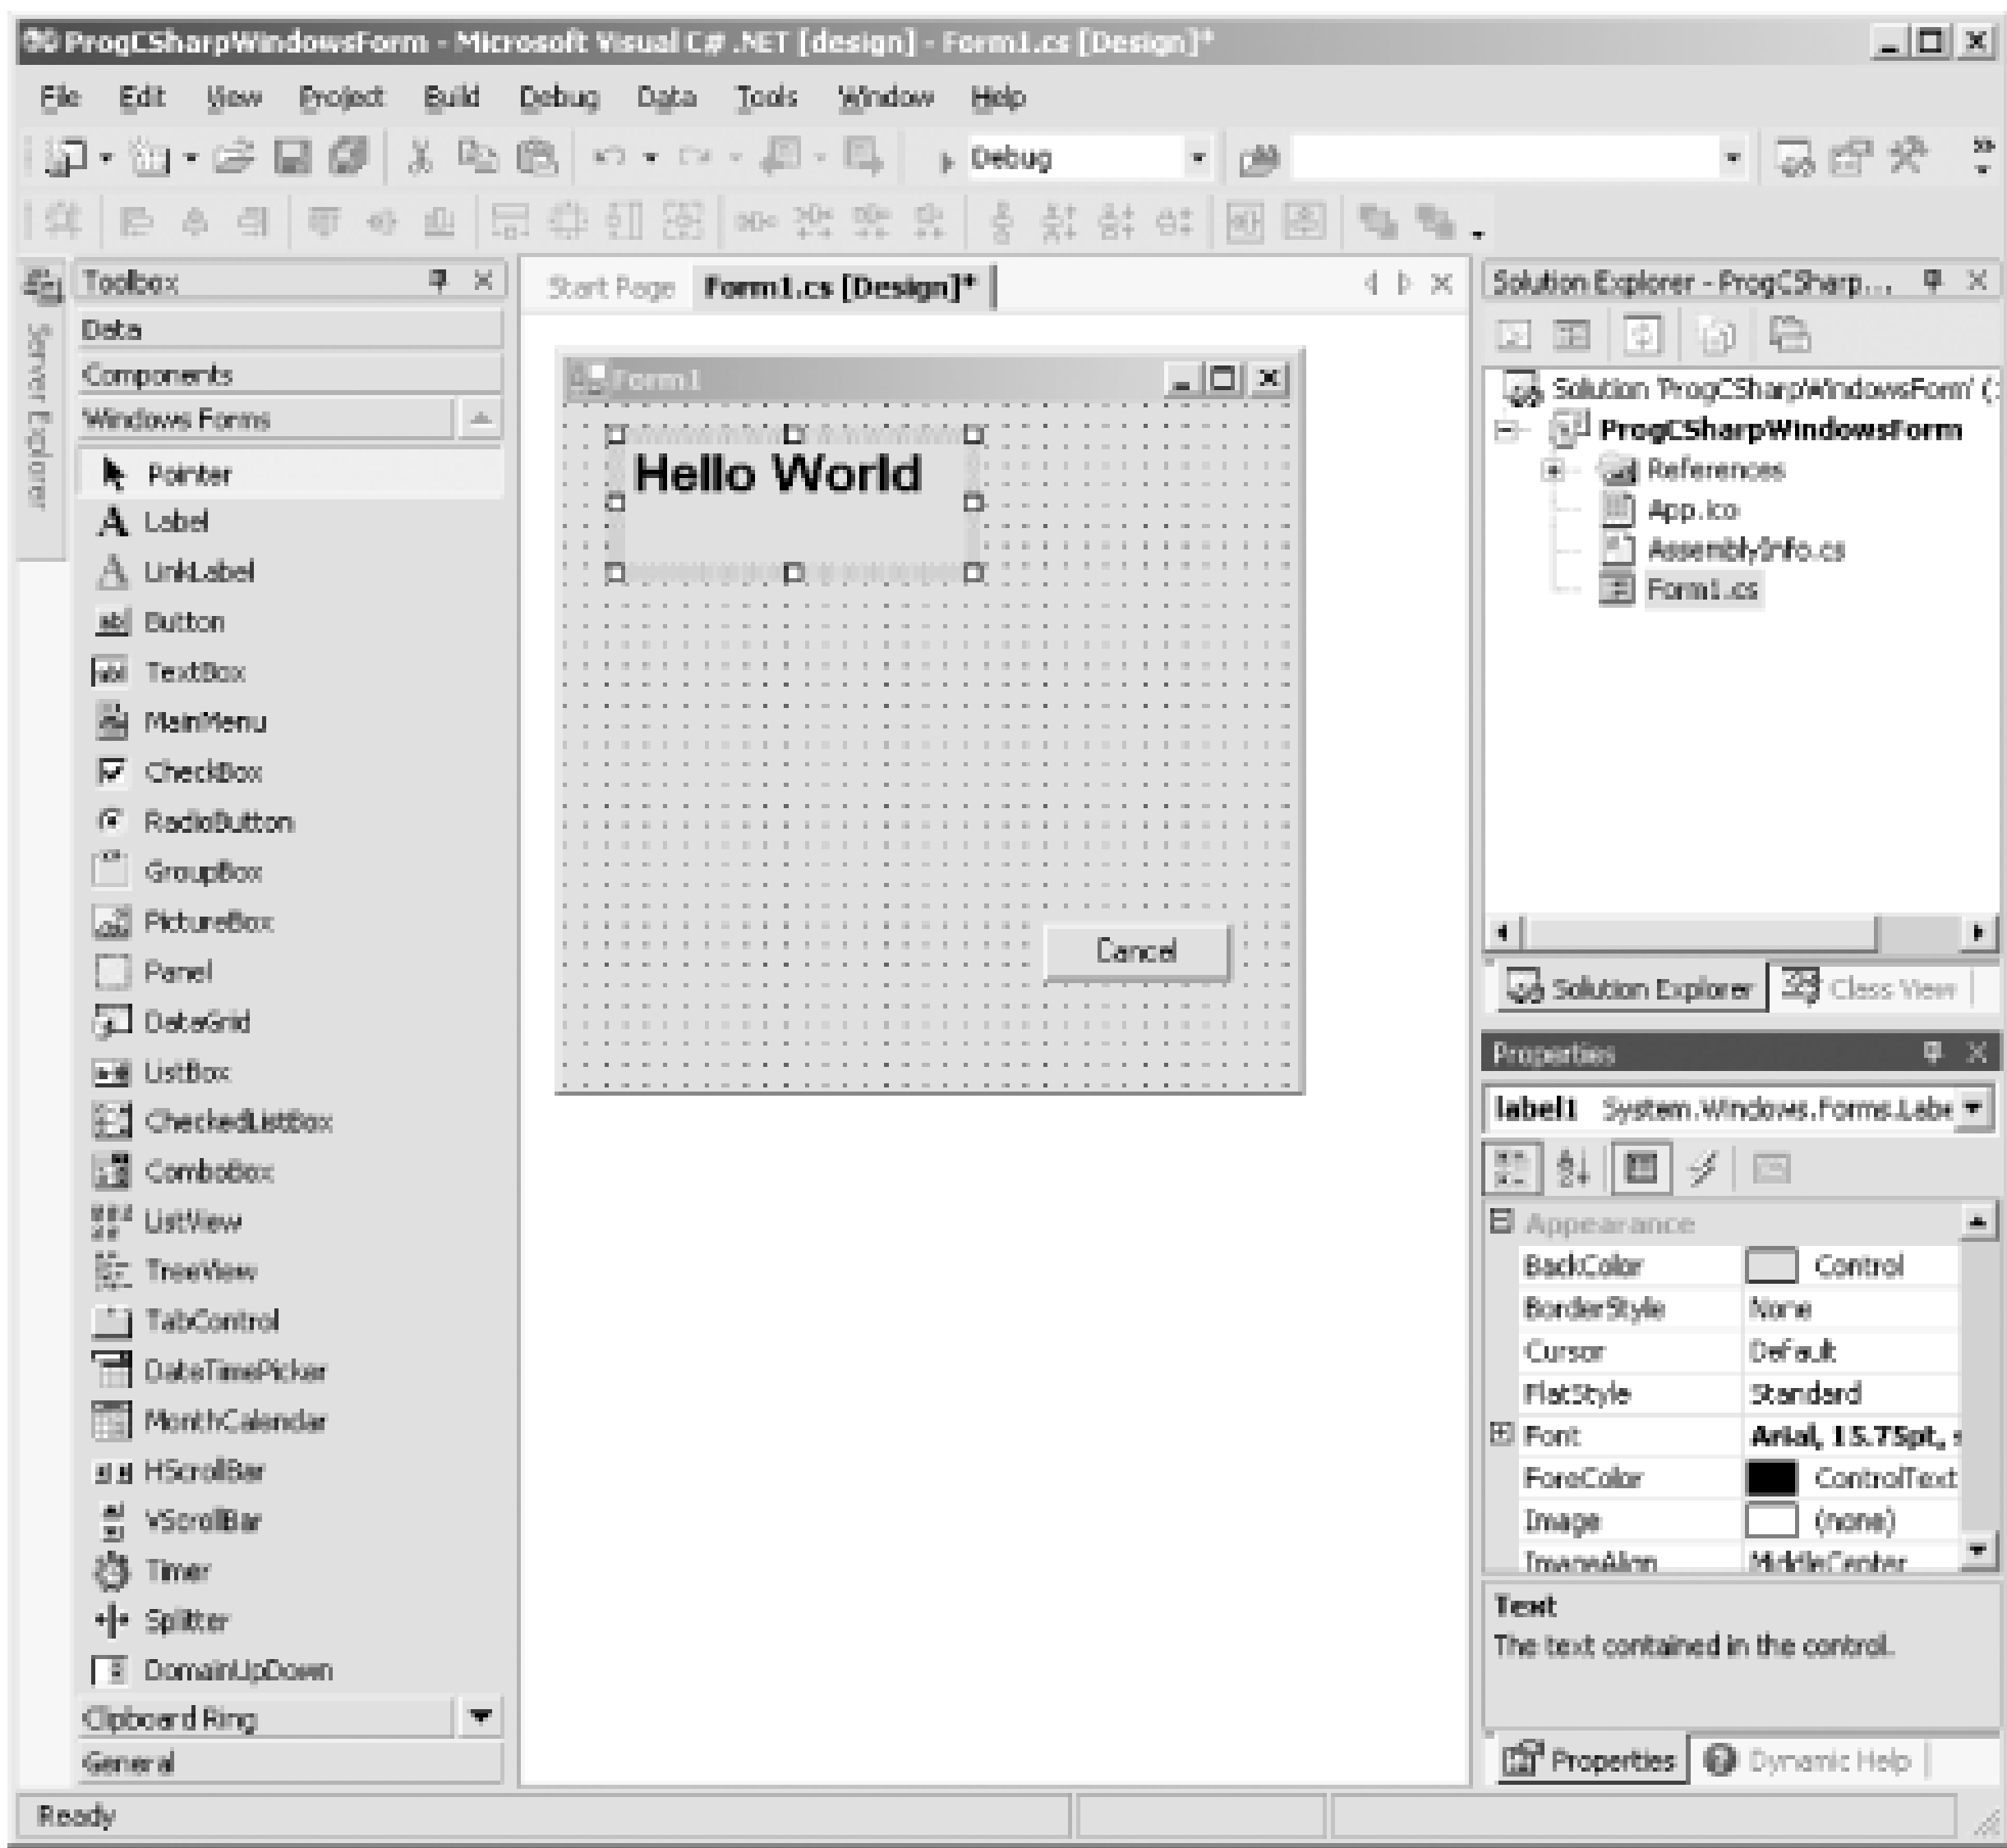 ProgCSharpWindowsForm - Microsoft Visual C# .NET [design] - Form1.cs [Design]*
File Edit View Project Build Debug Data Tools Window Help
Debug
Server Explorer
Toolbox
Data
Components
Windows Forms
Pointer
Label
LinkLabel
Button
TextBox
MainMenu
CheckBox
RadioButton
GroupBox
PictureBox
Panel
DataGrid
ListBox
CheckedListBox
ComboBox
ListView
TreeView
TabControl
DateTimePicker
MonthCalendar
HScrollBar
VScrollBar
Timer
Splitter
DomainUpDown
Clipboard Ring
General
Start Page Form1.cs [Design]*
Form1
Hello World
Cancel
Solution Explorer - ProgCSharp...
Solution 'ProgCSharpWindowsForm' (
ProgCSharpWindowsForm
References
App.ico
AssemblyInfo.cs
Form1.cs
Solution Explorer Class View
Properties
label1 System.Windows.Forms.Labe
Appearance
BackColor Control
BorderStyle None
Cursor Default
FlatStyle Standard
Font Arial, 15.75pt, s
ForeColor ControlText
Image (none)
ImageAlign MiddleCenter
Text
The text contained in the control.
Properties Dynamic Help
Ready